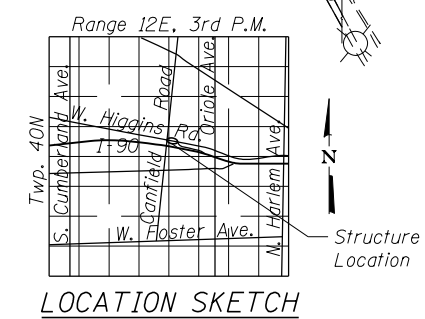 Range 12E, 3rd P.M.
Twp. 40N
S. Cumberland Ave.
W. Higgins Rd.
I-90
Canfield Road
Oriole Ave.
N. Harlem Ave.
W. Foster Ave.
N
Structure
Location
LOCATION SKETCH